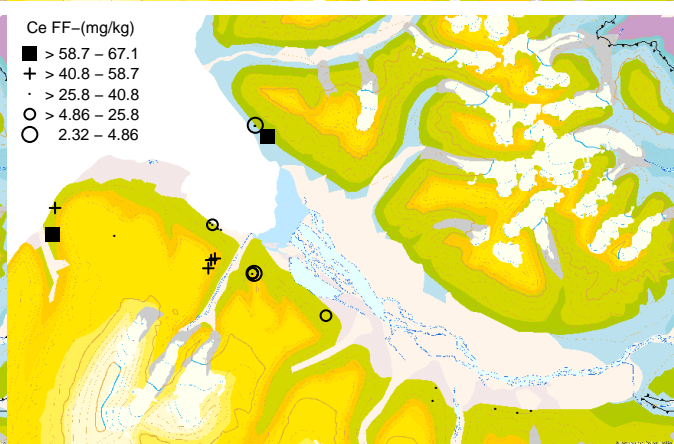 Ce FF−(mg/kg)
> 58.7 − 67.1
> 40.8 − 58.7
> 25.8 − 40.8
> 4.86 − 25.8
2.32 − 4.86